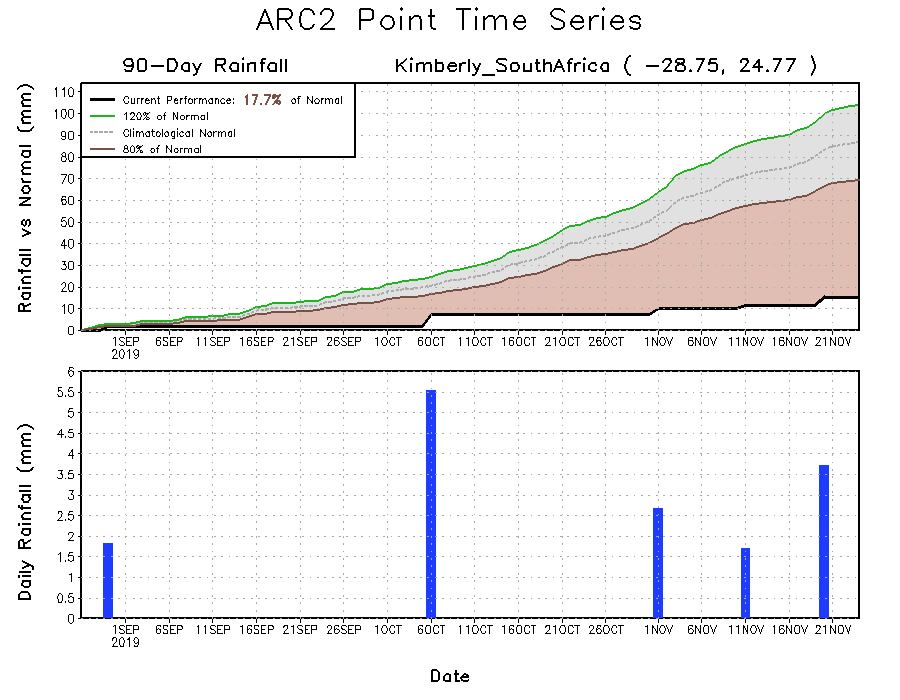 ARC2 Point Time Series
90-Day Rainfall Kimberly_SouthAfrica ( -28.75, 24.77 )
Rainfall vs Normal (mm)
Current Performance: 17.7% of Normal
120% of Normal
Climatological Normal
80% of Normal
110
100
90
80
70
60
50
40
30
20
10
0
1SEP 6SEP 11SEP 16SEP 21SEP 26SEP 1OCT 6OCT 11OCT 16OCT 21OCT 26OCT 1NOV 6NOV 11NOV 16NOV 21NOV
2019
Daily Rainfall (mm)
6
5.5
5
4.5
4
3.5
3
2.5
2
1.5
1
0.5
0
1SEP 6SEP 11SEP 16SEP 21SEP 26SEP 1OCT 6OCT 11OCT 16OCT 21OCT 26OCT 1NOV 6NOV 11NOV 16NOV 21NOV
2019
Date